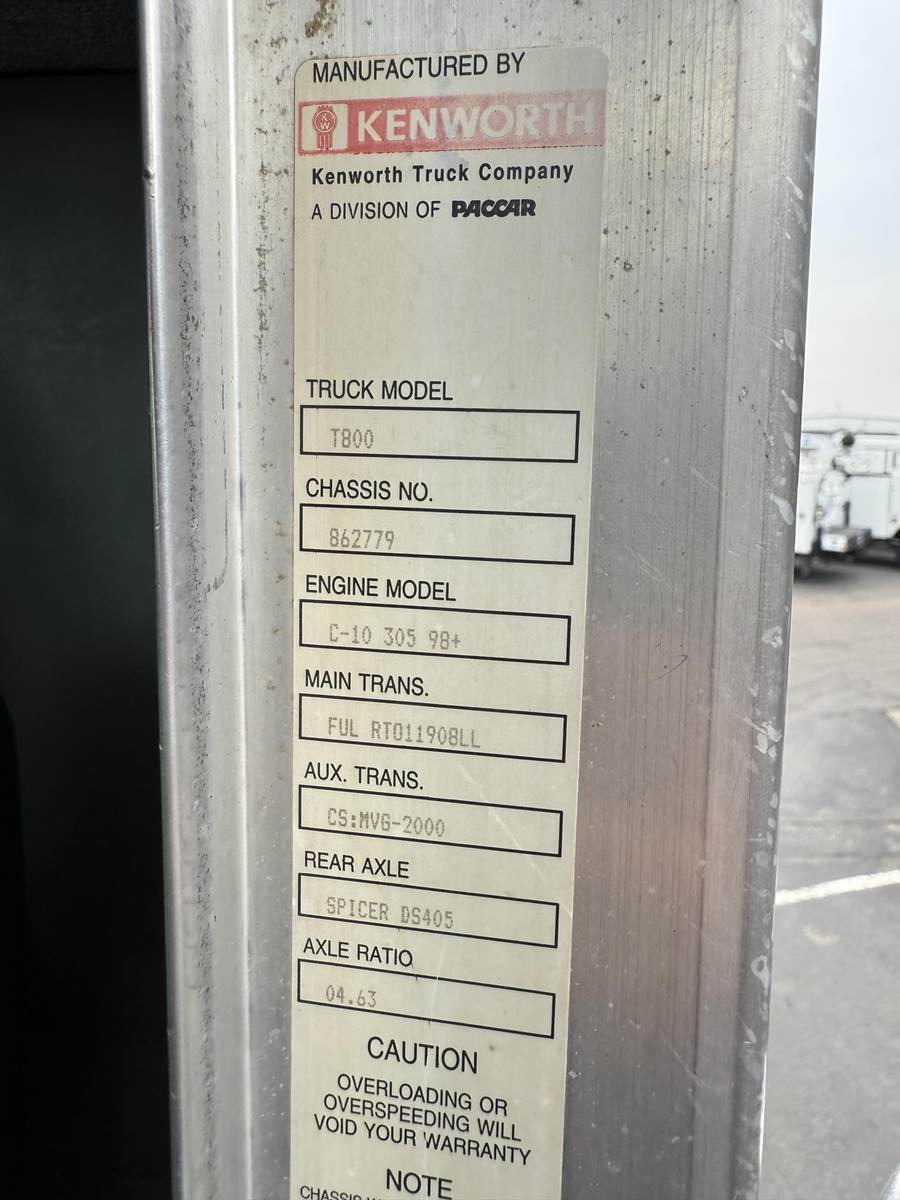 MANUFACTURED BY
KW KENWORTH
Kenworth Truck Company
A DIVISION OF PACCAR
TRUCK MODEL
T800
CHASSIS NO.
862779
ENGINE MODEL
C-10 305 98+
MAIN TRANS.
FUL RTO11908LL
AUX. TRANS.
CS:MVG-2000
REAR AXLE
SPICER DS405
AXLE RATIO
04.63
CAUTION
OVERLOADING OR
OVERSPEEDING WILL
VOID YOUR WARRANTY
NOTE
CHASSIS